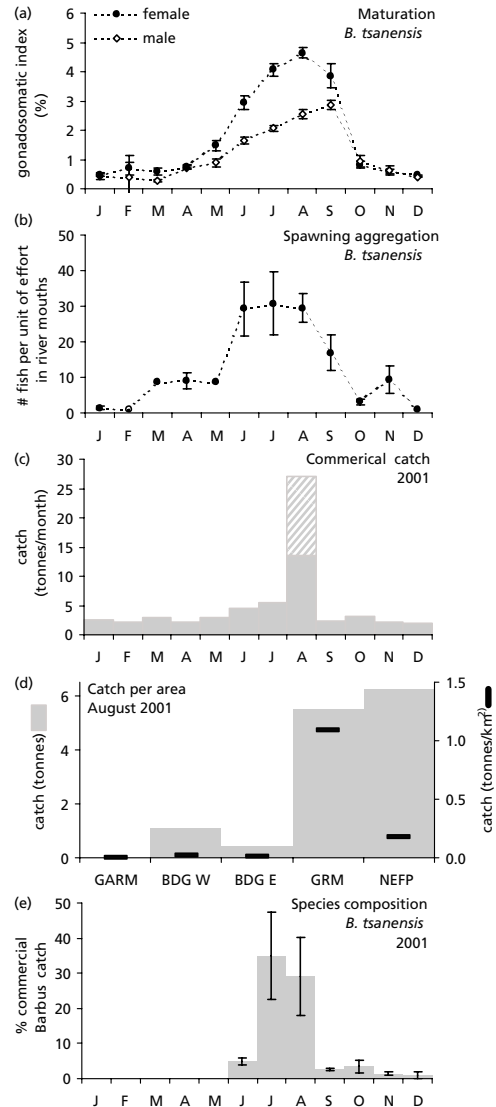 (a)
female
male
Maturation
B. tsanensis
gonadosomatic index
(%)
6
5
4
3
2
1
0
J F M A M J J A S O N D
(b)
Spawning aggregation
B. tsanensis
# fish per unit of effort
in river mouths
50
40
30
20
10
0
J F M A M J J A S O N D
(c)
Commerical catch
2001
catch
(tonnes/month)
30
25
20
15
10
5
0
J F M A M J J A S O N D
(d)
Catch per area
August 2001
catch (tonnes)
6
4
2
0
catch (tonnes/km²)
1.5
1.0
0.5
0.0
GARM BDG W BDG E GRM NEFP
(e)
Species composition
B. tsanensis
2001
% commercial
Barbus catch
50
40
30
20
10
0
J F M A M J J A S O N D